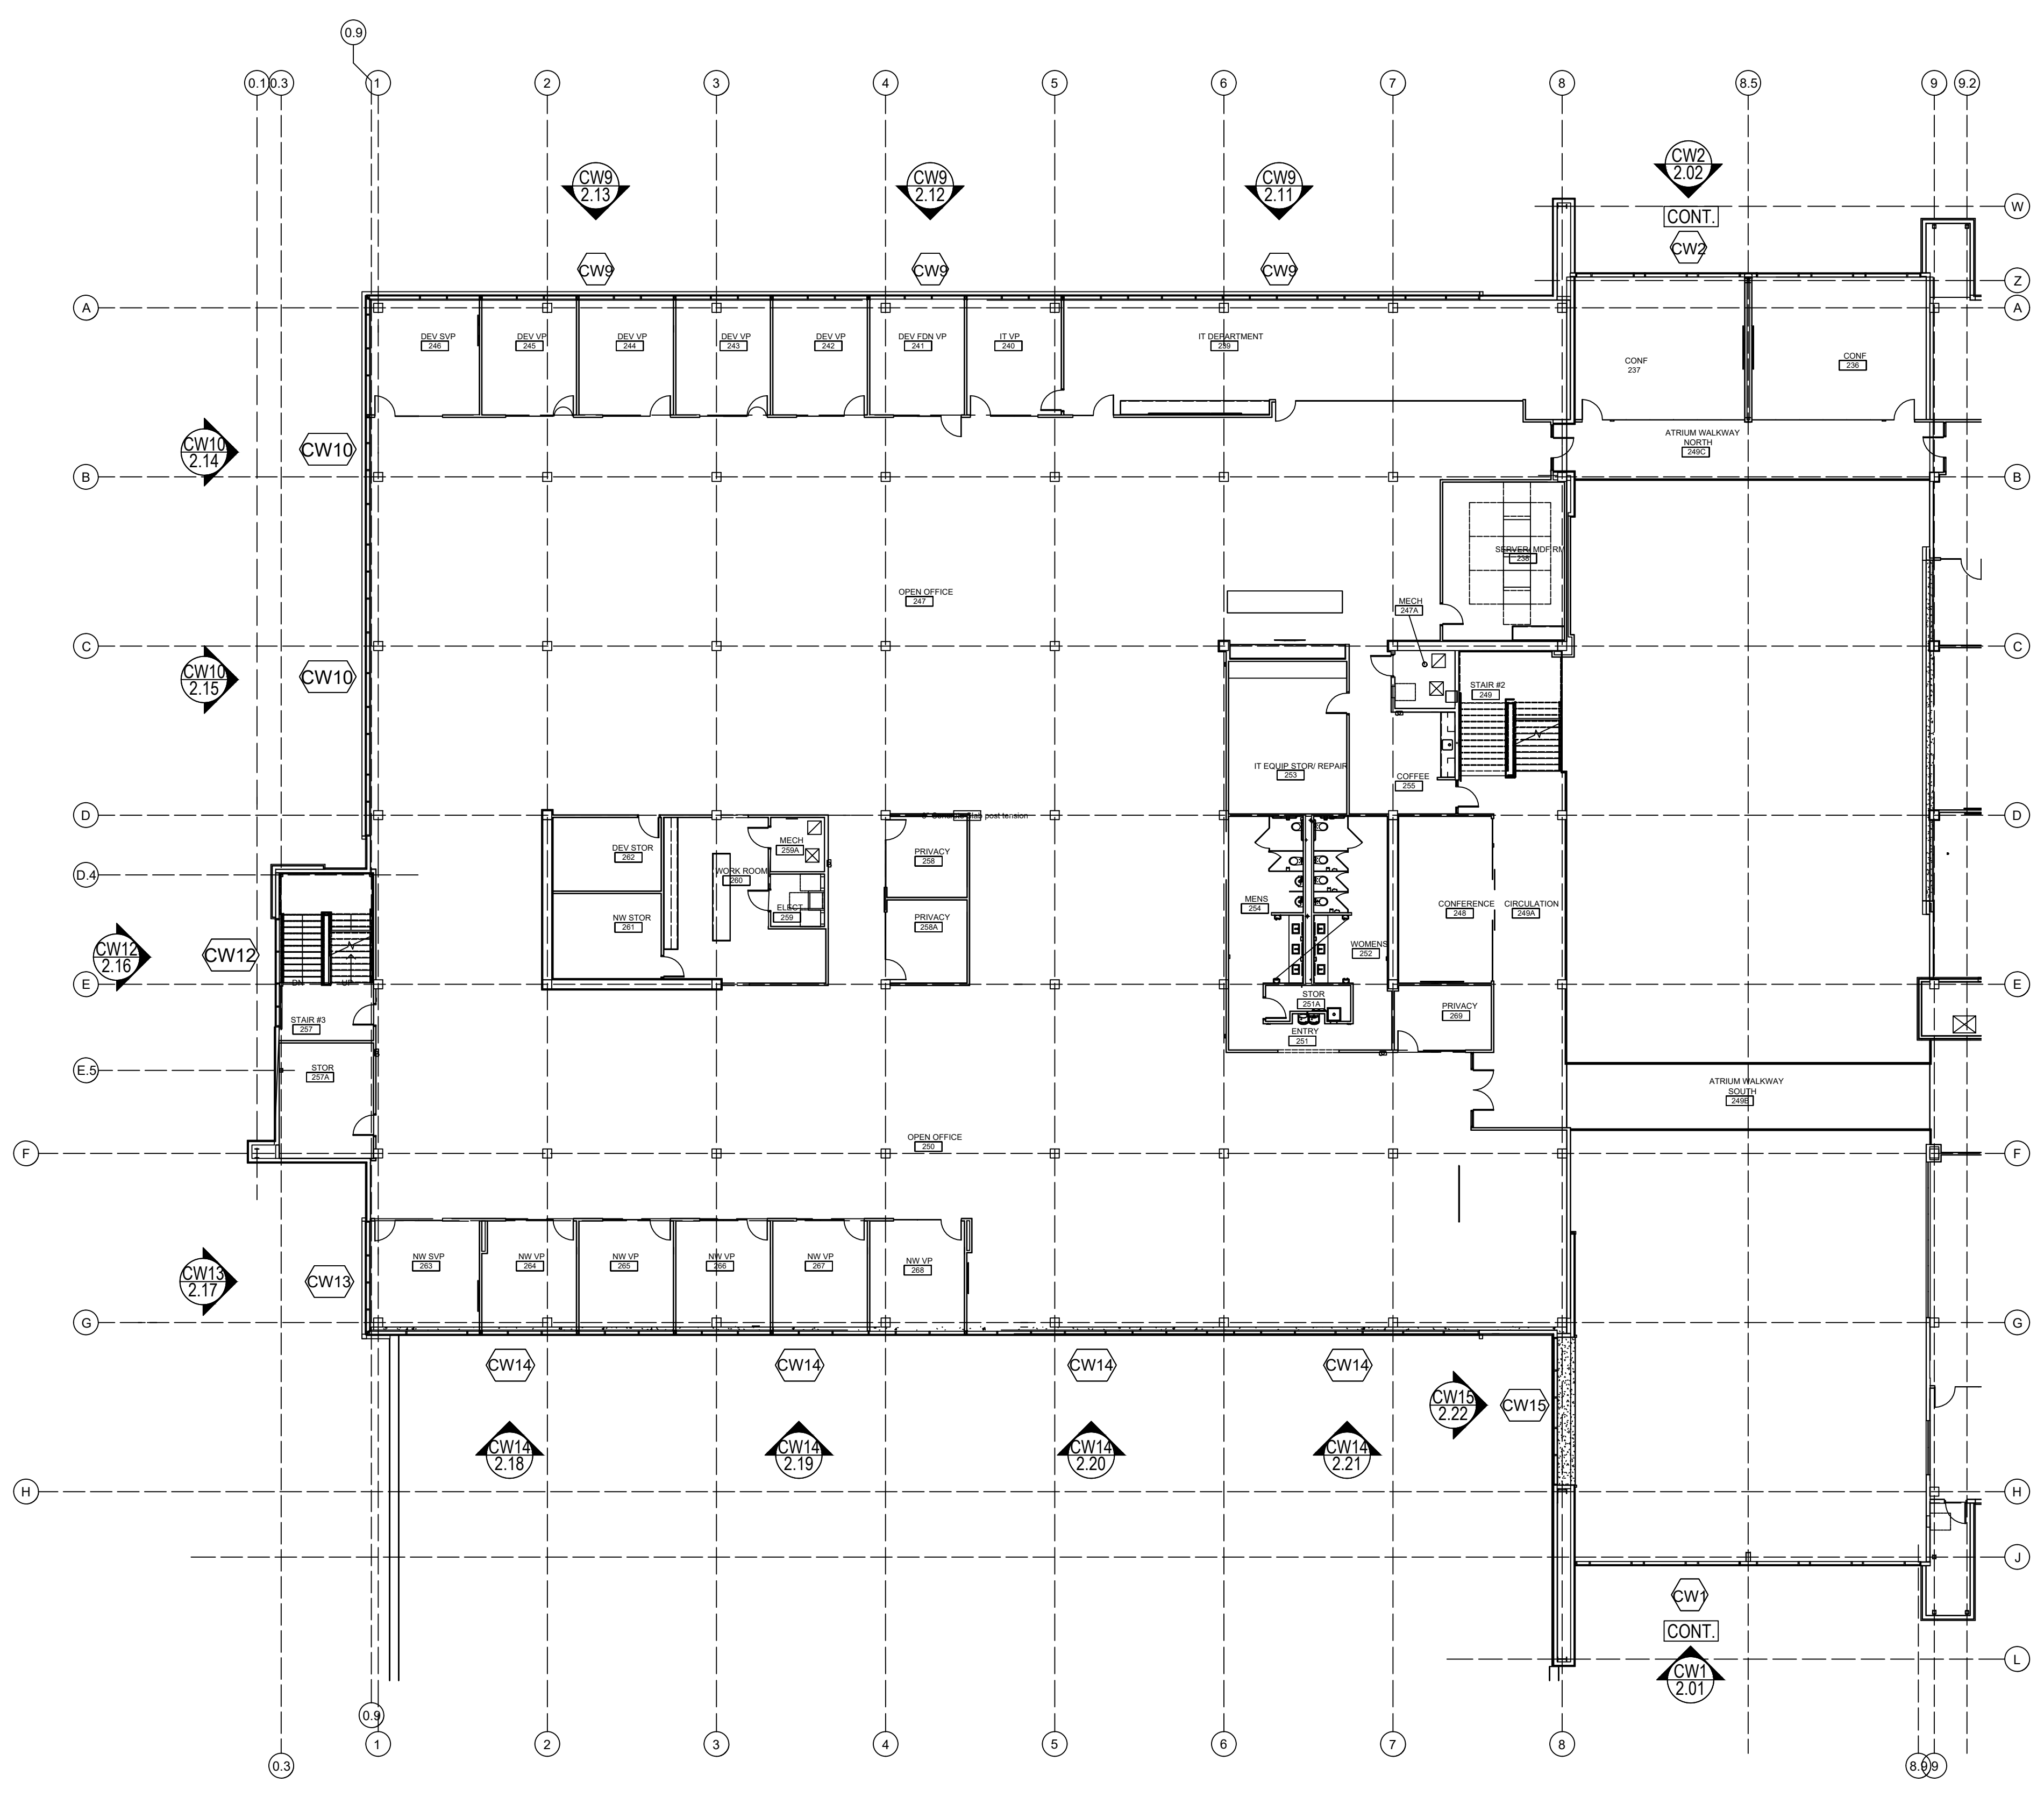 0.9
0.1
0.3
1
2
3
4
5
6
7
8
8.5
9
9.2
CW9
2.13
CW9
2.12
CW9
2.11
CW2
2.02
CONT.
W
CW9
CW9
CW9
CW2
Z
A
A
DEV SVP
246
DEV VP
245
DEV VP
244
DEV VP
243
DEV VP
242
DEV FDN VP
241
IT VP
240
IT DEPARTMENT
239
CONF
237
CONF
236
CW10
2.14
CW10
ATRIUM WALKWAY
NORTH
249C
B
B
SERVER/ MDF RM
238
OPEN OFFICE
247
MECH
247A
C
C
CW10
2.15
CW10
STAIR #2
249
IT EQUIP STOR/ REPAIR
253
COFFEE
255
D
D
post tension
MECH
259A
DEV STOR
262
PRIVACY
258
D.4
WORK ROOM
260
MENS
254
CONFERENCE
248
CIRCULATION
249A
ELECT
259
NW STOR
261
PRIVACY
258A
CW12
2.16
CW12
WOMENS
252
DN
UP
E
E
STOR
251A
PRIVACY
269
STAIR #3
257
ENTRY
251
E.5
STOR
257A
ATRIUM WALKWAY
SOUTH
249B
OPEN OFFICE
250
F
F
NW SVP
263
NW VP
264
NW VP
265
NW VP
266
NW VP
267
NW VP
268
CW13
2.17
CW13
G
G
CW14
CW14
CW14
CW14
CW15
2.22
CW15
CW14
2.18
CW14
2.19
CW14
2.20
CW14
2.21
H
H
J
CW1
CONT.
L
CW1
2.01
0.9
1
2
3
4
5
6
7
8
0.3
8.9
9